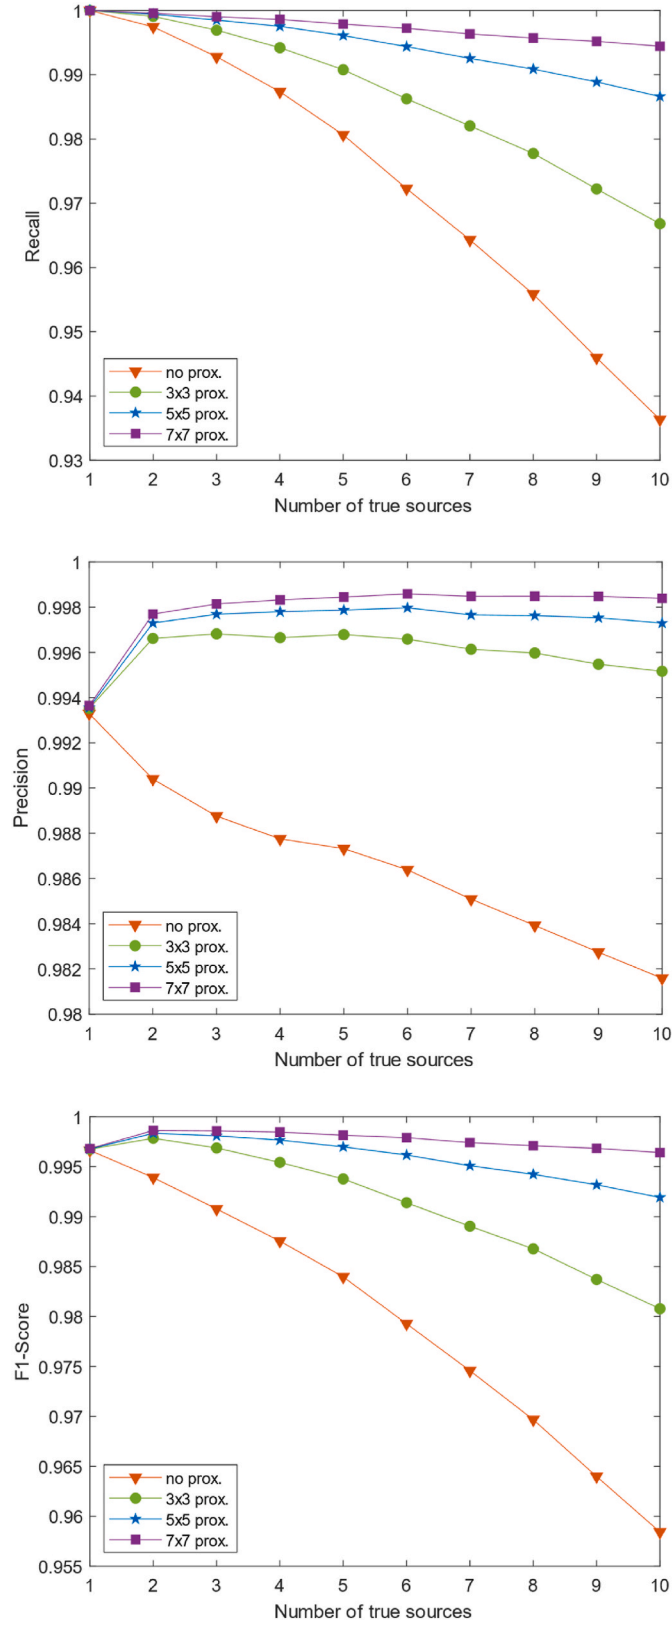 1
0.99
0.98
0.97
0.96
0.95
0.94
0.93
Recall
no prox.
3x3 prox.
5x5 prox.
7x7 prox.
1 2 3 4 5 6 7 8 9 10
Number of true sources
1
0.998
0.996
0.994
0.992
0.99
0.988
0.986
0.984
0.982
0.98
Precision
no prox.
3x3 prox.
5x5 prox.
7x7 prox.
1 2 3 4 5 6 7 8 9 10
Number of true sources
1
0.995
0.99
0.985
0.98
0.975
0.97
0.965
0.96
0.955
F1-Score
no prox.
3x3 prox.
5x5 prox.
7x7 prox.
1 2 3 4 5 6 7 8 9 10
Number of true sources